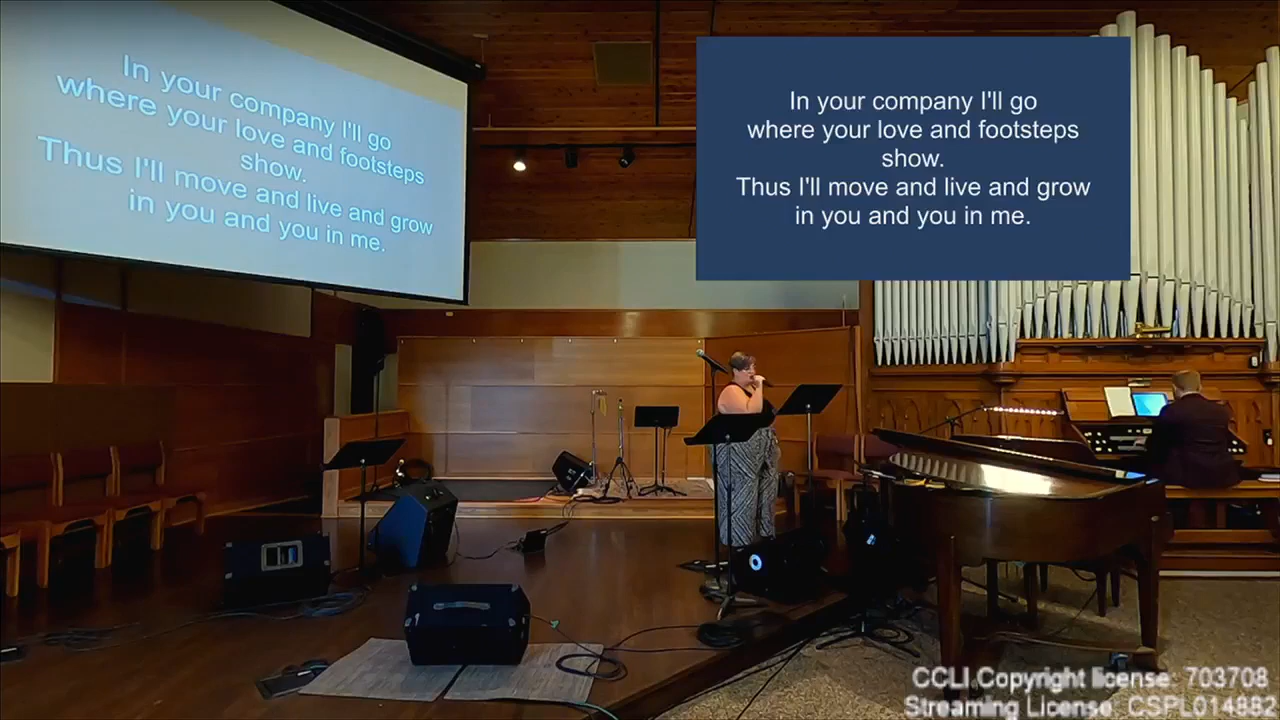 In your company I'll go
where your love and footsteps
show.
Thus I'll move and live and grow
in you and you in me.
In your company I'll go
where your love and footsteps
show.
Thus I'll move and live and grow
in you and you in me.
CCLI Copyright license: 703708
Streaming License: CSPL014882